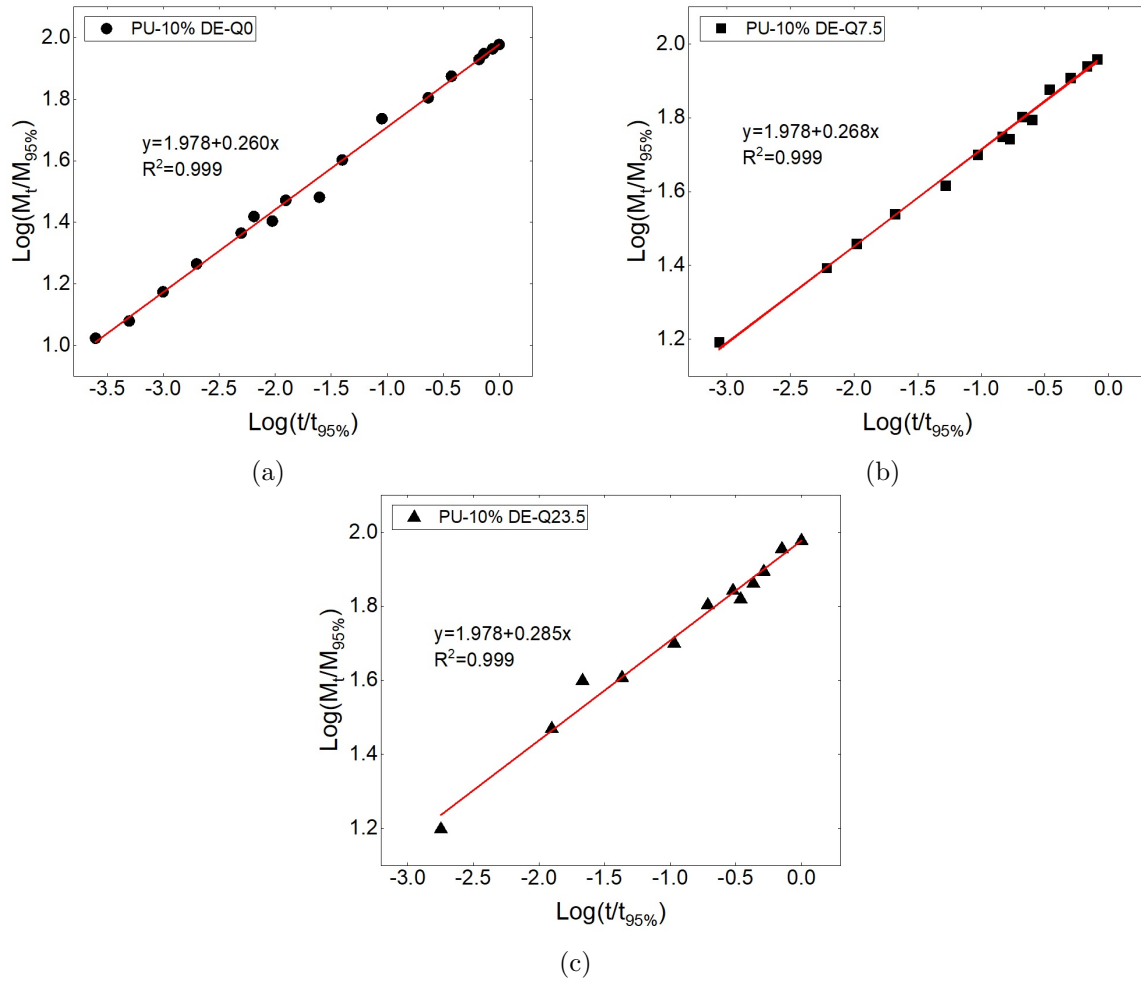 PU-10% DE-Q0
y=1.978+0.260x
R²=0.999
Log(Mₜ/M₉₅%)
2.0
1.8
1.6
1.4
1.2
1.0
-3.5 -3.0 -2.5 -2.0 -1.5 -1.0 -0.5 0.0
Log(t/t₉₅%)
(a)
PU-10% DE-Q7.5
y=1.978+0.268x
R²=0.999
Log(Mₜ/M₉₅%)
2.0
1.8
1.6
1.4
1.2
-3.0 -2.5 -2.0 -1.5 -1.0 -0.5 0.0
Log(t/t₉₅%)
(b)
PU-10% DE-Q23.5
y=1.978+0.285x
R²=0.999
Log(Mₜ/M₉₅%)
2.0
1.8
1.6
1.4
1.2
-3.0 -2.5 -2.0 -1.5 -1.0 -0.5 0.0
Log(t/t₉₅%)
(c)